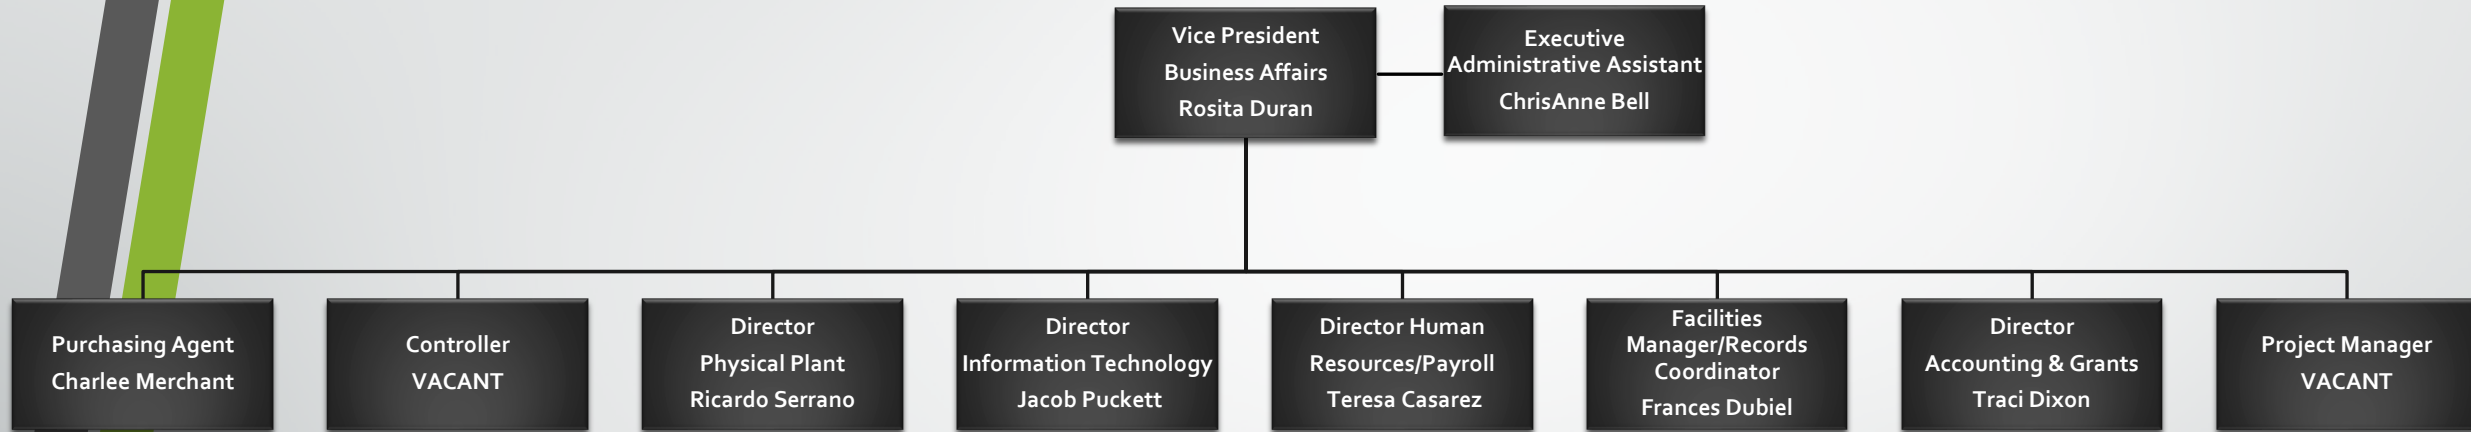 Vice President
Business Affairs
Rosita Duran
Executive
Administrative Assistant
ChrisAnne Bell
Purchasing Agent
Charlee Merchant
Controller
VACANT
Director
Physical Plant
Ricardo Serrano
Director
Information Technology
Jacob Puckett
Director Human
Resources/Payroll
Teresa Casarez
Facilities
Manager/Records
Coordinator
Frances Dubiel
Director
Accounting & Grants
Traci Dixon
Project Manager
VACANT